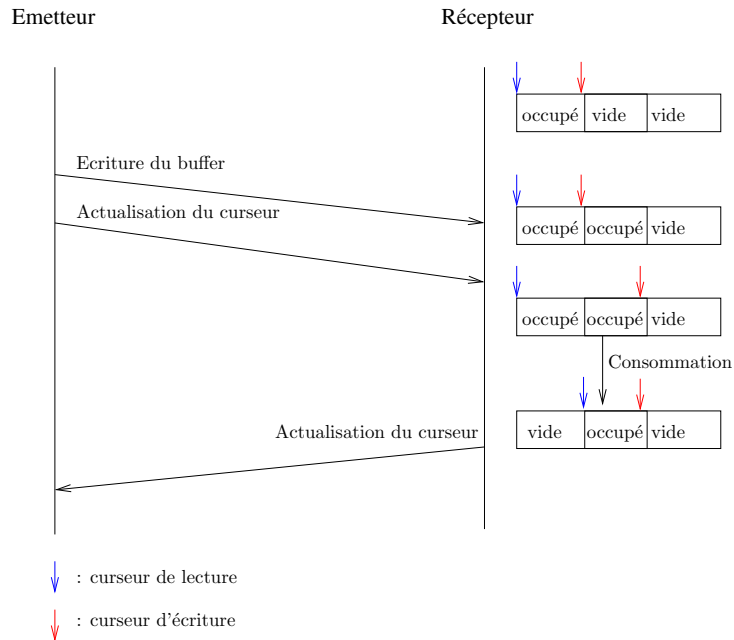 Emetteur
Récepteur
occupé vide vide
Ecriture du buffer
Actualisation du curseur
occupé occupé vide
occupé occupé vide
Consommation
vide occupé vide
Actualisation du curseur
: curseur de lecture
: curseur d'écriture